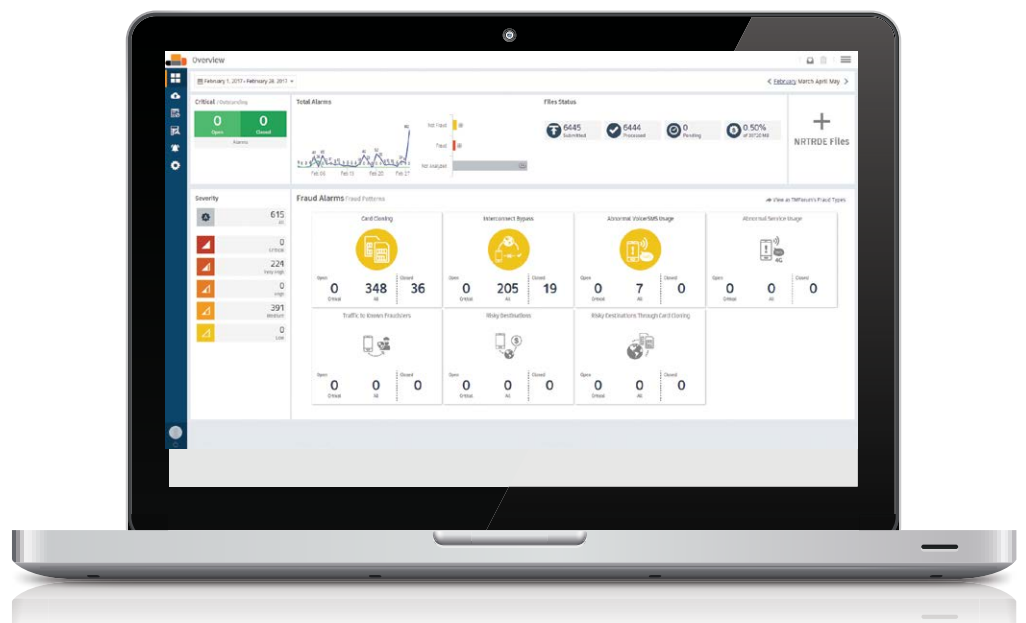 Overview
February 1, 2017 - February 28, 2017
February March April May
Critical / Outstanding
0 0
Open Closed
Alarms
Total Alarms
Not Fraud
Fraud
Not Analyzed
Feb 06 Feb 13 Feb 20 Feb 27
Files Status
6445
Submitted
6444
Processed
0
Pending
0.50%
NRTRDE Files
Severity
615
All
0
Critical
224
Very High
0
High
391
Medium
0
Low
Fraud Alarms Fraud Patterns
Card Cloning
Open Closed
0 348 36
Critical All
Interconnect Bypass
Open Closed
0 205 19
Critical All
Abnormal Voice/SMS Usage
Open Closed
0 7 0
Critical All
Abnormal Service Usage
4G
Open Closed
0 0 0
Critical All
Traffic to Known Fraudsters
Open Closed
0 0 0
Critical All
Risky Destinations
Open Closed
0 0 0
Critical All
Risky Destinations Through Card Cloning
Open Closed
0 0 0
Critical All